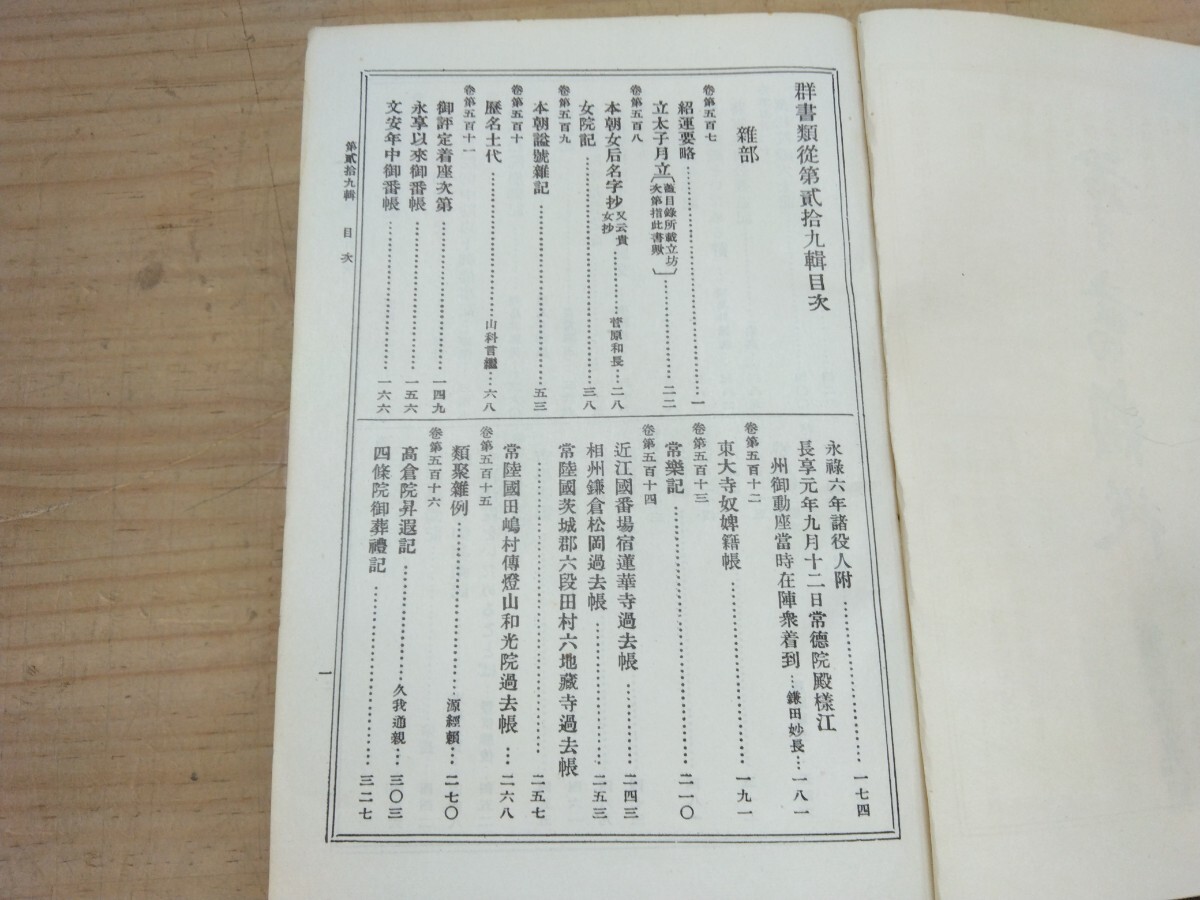 群書類從第貳拾九輯目次
雜部
卷第五百七
紹運要略………一
立太子月立〔蓋目錄所載立坊次第指此書歟〕………二二
卷第五百八
本朝女后名字抄又云貴女抄………菅原和長…二八
女院記………三八
卷第五百九
本朝謚號雜記………五三
卷第五百十
歷名土代………山科言繼…六八
卷第五百十一
御評定着座次第………一四九
永享以來御番帳………一五六
文安年中御番帳………一六六
永祿六年諸役人附………一七四
長享元年九月十二日常德院殿樣江
州御動座當時在陣衆着到…鎌田妙長…一八一
卷第五百十二
東大寺奴婢籍帳………一九一
卷第五百十三
常樂記………二一〇
卷第五百十四
近江國番場宿蓮華寺過去帳………二四三
相州鎌倉松岡過去帳………二五三
常陸國茨城郡六段田村六地藏寺過去帳
………二五七
常陸國田嶋村傳燈山和光院過去帳…二六八
卷第五百十五
類聚雜例………源經賴…二七〇
卷第五百十六
高倉院昇遐記………久我通親…三〇三
四條院御葬禮記………三二七
第貳拾九輯 目次
一